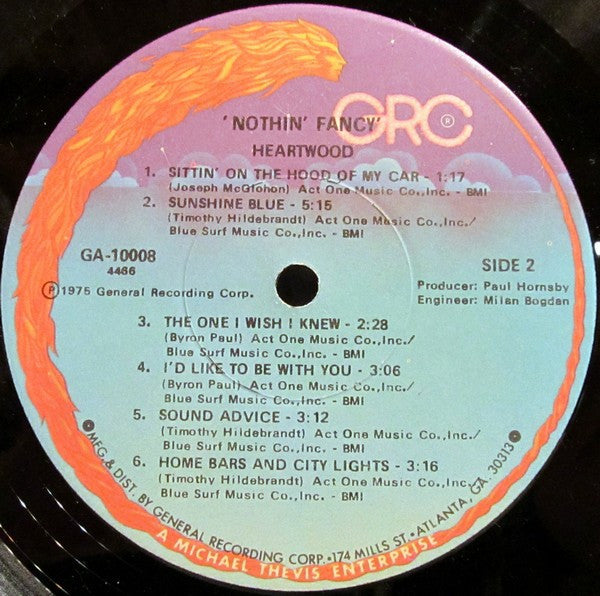 'NOTHIN' FANCY'
GRC ®
HEARTWOOD
1. SITTIN' ON THE HOOD OF MY CAR - 1:17
(Joseph McGlohon) Act One Music Co.,Inc. - BMI
2. SUNSHINE BLUE - 5:15
(Timothy Hildebrandt) Act One Music Co.,Inc./
Blue Surf Music Co.,Inc. - BMI
GA-10008
4466
SIDE 2
Ⓟ1975 General Recording Corp.
Producer: Paul Hornsby
Engineer: Milan Bogdan
3. THE ONE I WISH I KNEW - 2:28
(Byron Paul) Act One Music Co.,Inc./
Blue Surf Music Co.,Inc. - BMI
4. I'D LIKE TO BE WITH YOU - 3:06
(Byron Paul) Act One Music Co.,Inc./
Blue Surf Music Co.,Inc. - BMI
5. SOUND ADVICE - 3:12
(Timothy Hildebrandt) Act One Music Co.,Inc./
Blue Surf Music Co.,Inc. - BMI
6. HOME BARS AND CITY LIGHTS - 3:16
(Timothy Hildebrandt) Act One Music Co.,Inc./
Blue Surf Music Co.,Inc. - BMI
MFG.& DIST. BY GENERAL RECORDING CORP.•174 MILLS ST.•ATLANTA, GA. 30313
A MICHAEL THEVIS ENTERPRISE